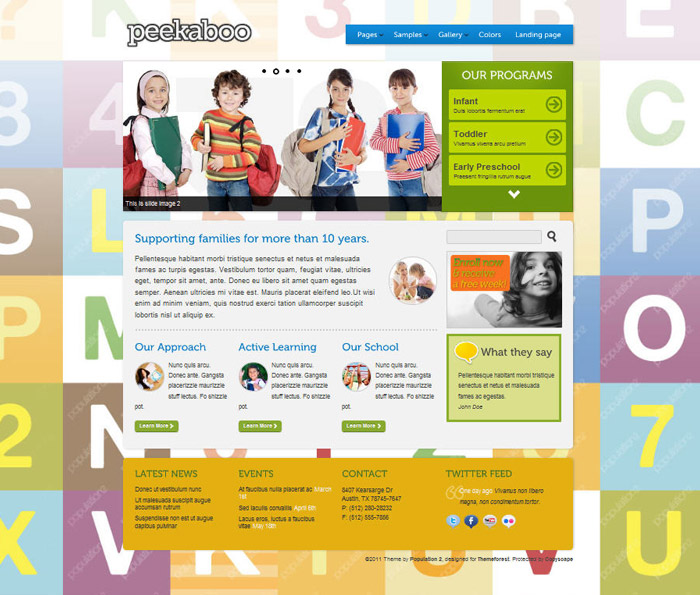 peekaboo
Pages Samples Gallery Colors Landing page
This is slide image 2
OUR PROGRAMS
Infant
Duis lobortis fermentum erat
Toddler
Vivamus viverra arcu pretium
Early Preschool
Praesent fringilla rutrum augue
Supporting families for more than 10 years.
Pellentesque habitant morbi tristique senectus et netus et malesuada
fames ac turpis egestas. Vestibulum tortor quam, feugiat vitae, ultricies
eget, tempor sit amet, ante. Donec eu libero sit amet quam egestas
semper. Aenean ultricies mi vitae est. Mauris placerat eleifend leo.Ut wisi
enim ad minim veniam, quis nostrud exerci tation ullamcorper suscipit
lobortis nisl ut aliquip ex.
Enroll now
& receive
a free week!
What they say
Pellentesque habitant morbi tristique
senectus et netus et malesuada
fames ac egestas.
John Doe
Our Approach
Nunc quis arcu.
Donec ante. Gangsta
placerizzle maurizzle
stuff lectus. Fo shizzle
pot.
Learn More
Active Learning
Nunc quis arcu.
Donec ante. Gangsta
placerizzle maurizzle
stuff lectus. Fo shizzle
pot.
Learn More
Our School
Nunc quis arcu.
Donec ante. Gangsta
placerizzle maurizzle
stuff lectus. Fo shizzle
pot.
Learn More
LATEST NEWS
Donec ut vestibulum nunc
Ut malesuada suscipit augue
accumsan rutrum
Suspendisse non est ut augue
dapibus pulvinar
EVENTS
At faucibus nulla placerat ac March
1st
Sed iaculis convallis April 8th
Lacus eros, luctus a faucibus
vitae May 10th
CONTACT
8407 Kearsarge Dr
Austin, TX 78745-7647
P: (512) 280-28232
F: (512) 555-7886
TWITTER FEED
One day ago: Vivamus non libero
magna, non condimentum tortor.
©2011 Theme by Population 2, designed for Themeforest. Protected by Copyscape